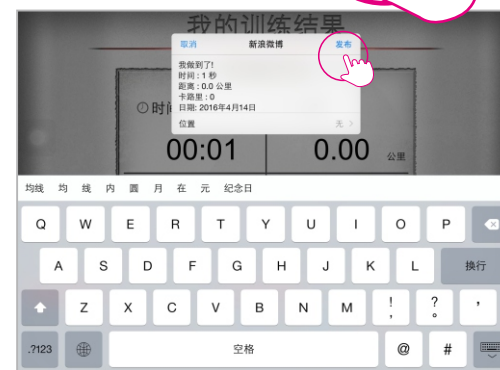 我的训练结果
取消 新浪微博 发布
我做到了!
时间 : 1 秒
距离 : 0.0 公里
卡路里 : 0
日期: 2016年4月14日
位置 无
时
00:01 0.00 公里
均线 均 线 内 圆 月 在 元 纪念日
Q W E R T Y U I O P
A S D F G H J K L 换行
Z X C V B N M ! , ? 。 ,
.?123 空格 @ #